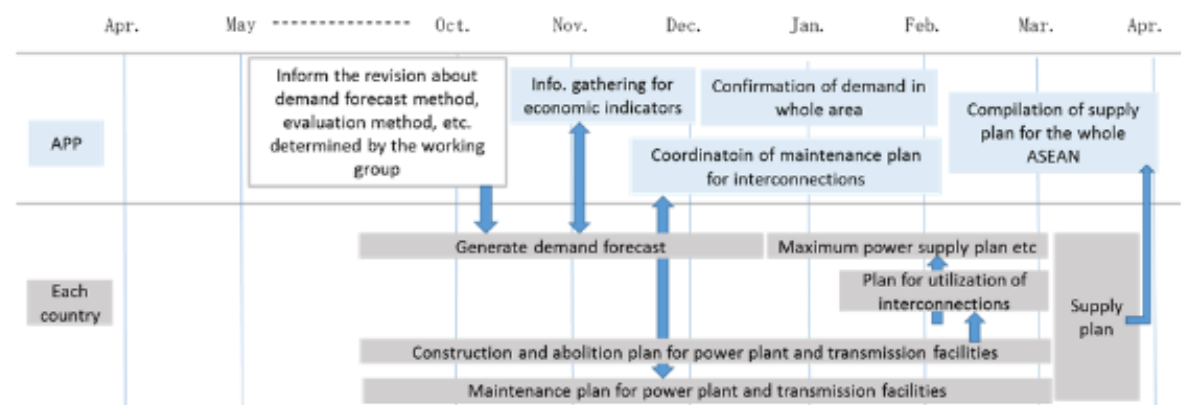 Apr. May Oct. Nov. Dec. Jan. Feb. Mar. Apr.
APP
Inform the revision about
demand forecast method,
evaluation method, etc.
determined by the working
group
Info. gathering for
economic indicators
Confirmation of demand in
whole area
Coordinatoin of maintenance plan
for interconnections
Compilation of supply
plan for the whole
ASEAN
Each
country
Generate demand forecast
Maximum power supply plan etc
Plan for utilization of
interconnections
Construction and abolition plan for power plant and transmission facilities
Maintenance plan for power plant and transmission facilities
Supply
plan